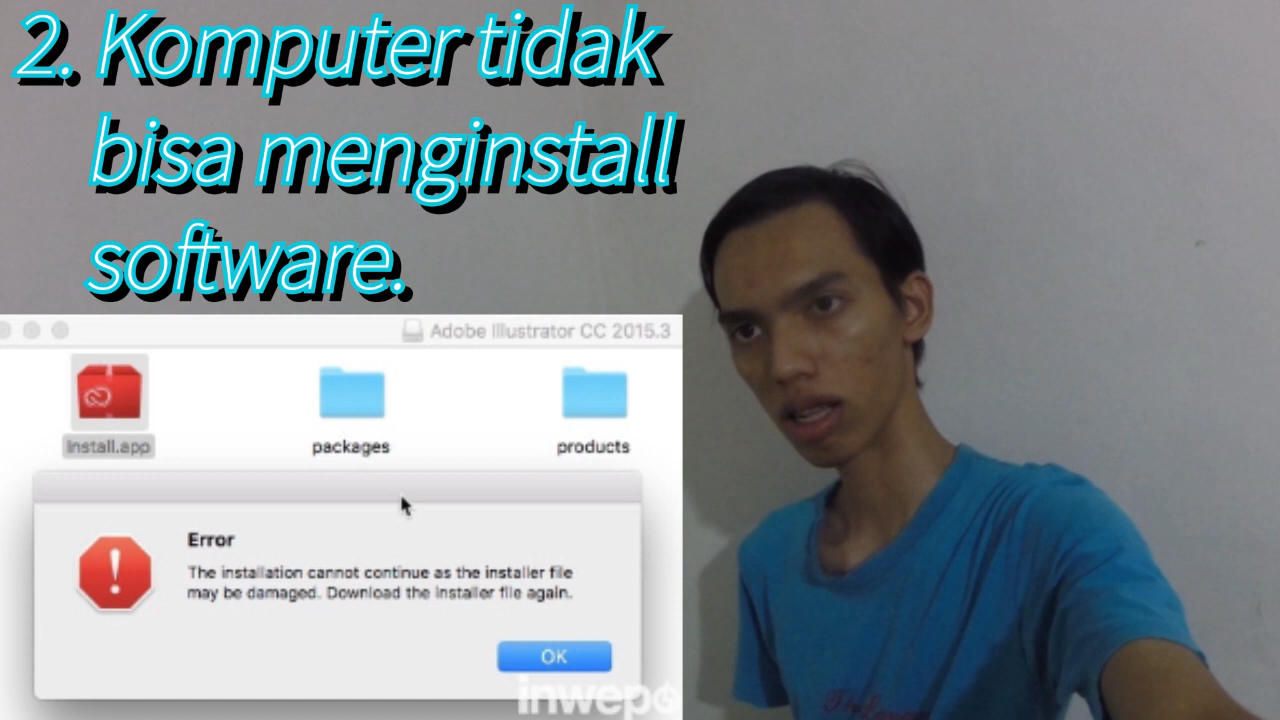 2. Komputer tidak
bisa menginstall
software.
Adobe Illustrator CC 2015.3
Install.app
packages
products
Error
The installation cannot continue as the installer file
may be damaged. Download the installer file again.
OK
inwepo